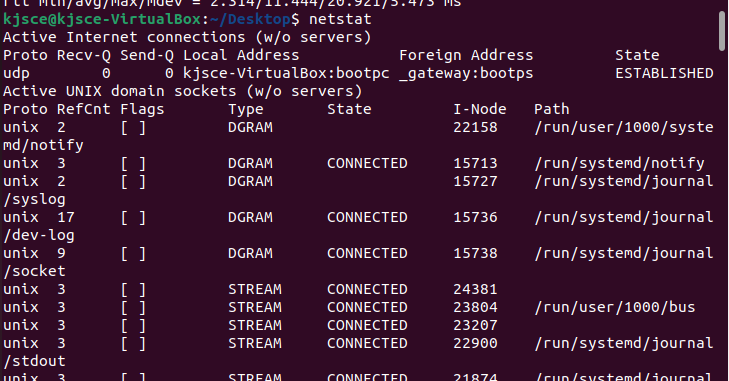 rtt min/avg/max/mdev = 2.314/11.444/20.921/5.473 ms
kjsce@kjsce-VirtualBox:~/Desktop$ netstat
Active Internet connections (w/o servers)
Proto Recv-Q Send-Q Local Address           Foreign Address         State
udp        0      0 kjsce-VirtualBox:bootpc _gateway:bootps         ESTABLISHED
Active UNIX domain sockets (w/o servers)
Proto RefCnt Flags       Type       State         I-Node   Path
unix  2      [ ]         DGRAM                    22158    /run/user/1000/syste
md/notify
unix  3      [ ]         DGRAM      CONNECTED     15713    /run/systemd/notify
unix  2      [ ]         DGRAM                    15727    /run/systemd/journal
/syslog
unix  17     [ ]         DGRAM      CONNECTED     15736    /run/systemd/journal
/dev-log
unix  9      [ ]         DGRAM      CONNECTED     15738    /run/systemd/journal
/socket
unix  3      [ ]         STREAM     CONNECTED     24381
unix  3      [ ]         STREAM     CONNECTED     23804    /run/user/1000/bus
unix  3      [ ]         STREAM     CONNECTED     23207
unix  3      [ ]         STREAM     CONNECTED     22900    /run/systemd/journal
/stdout
unix  3      [ ]         STREAM     CONNECTED     21874    /run/systemd/journal